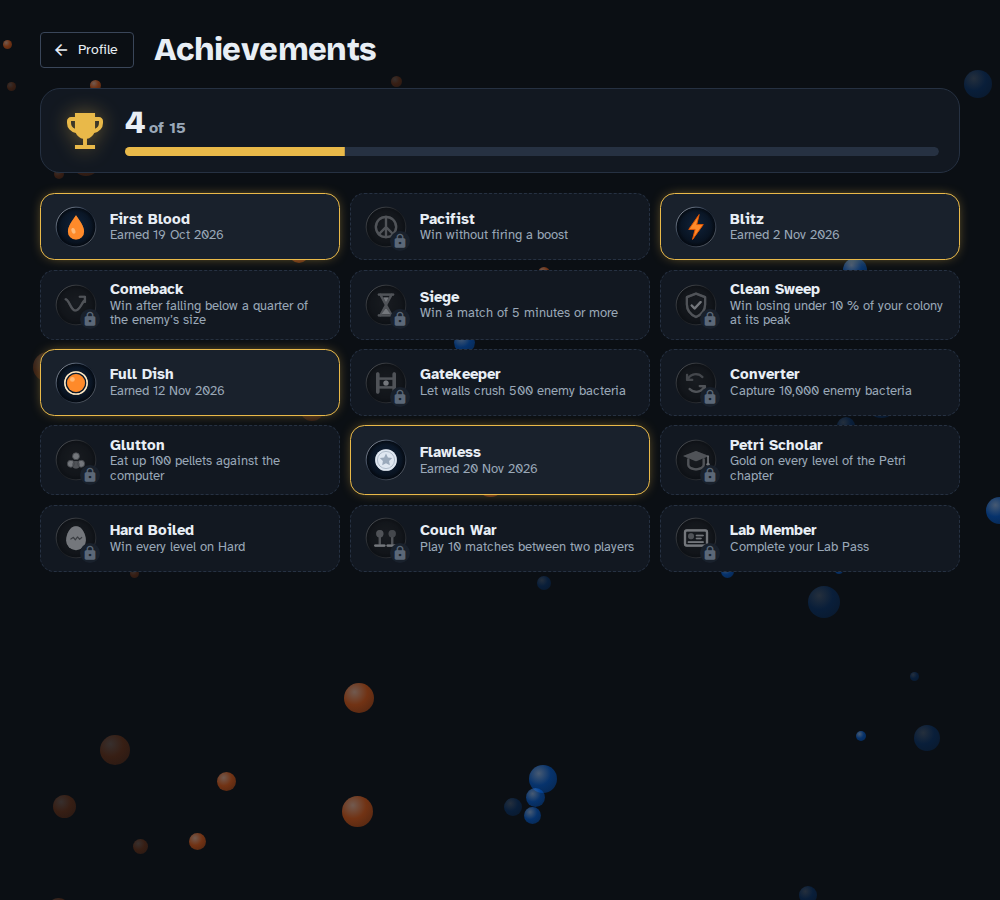 Profile
Achievements
4 of 15
First Blood
Earned 19 Oct 2026
Pacifist
Win without firing a boost
Blitz
Earned 2 Nov 2026
Comeback
Win after falling below a quarter of
the enemy's size
Siege
Win a match of 5 minutes or more
Clean Sweep
Win losing under 10 % of your colony
at its peak
Full Dish
Earned 12 Nov 2026
Gatekeeper
Let walls crush 500 enemy bacteria
Converter
Capture 10,000 enemy bacteria
Glutton
Eat up 100 pellets against the
computer
Flawless
Earned 20 Nov 2026
Petri Scholar
Gold on every level of the Petri
chapter
Hard Boiled
Win every level on Hard
Couch War
Play 10 matches between two players
Lab Member
Complete your Lab Pass